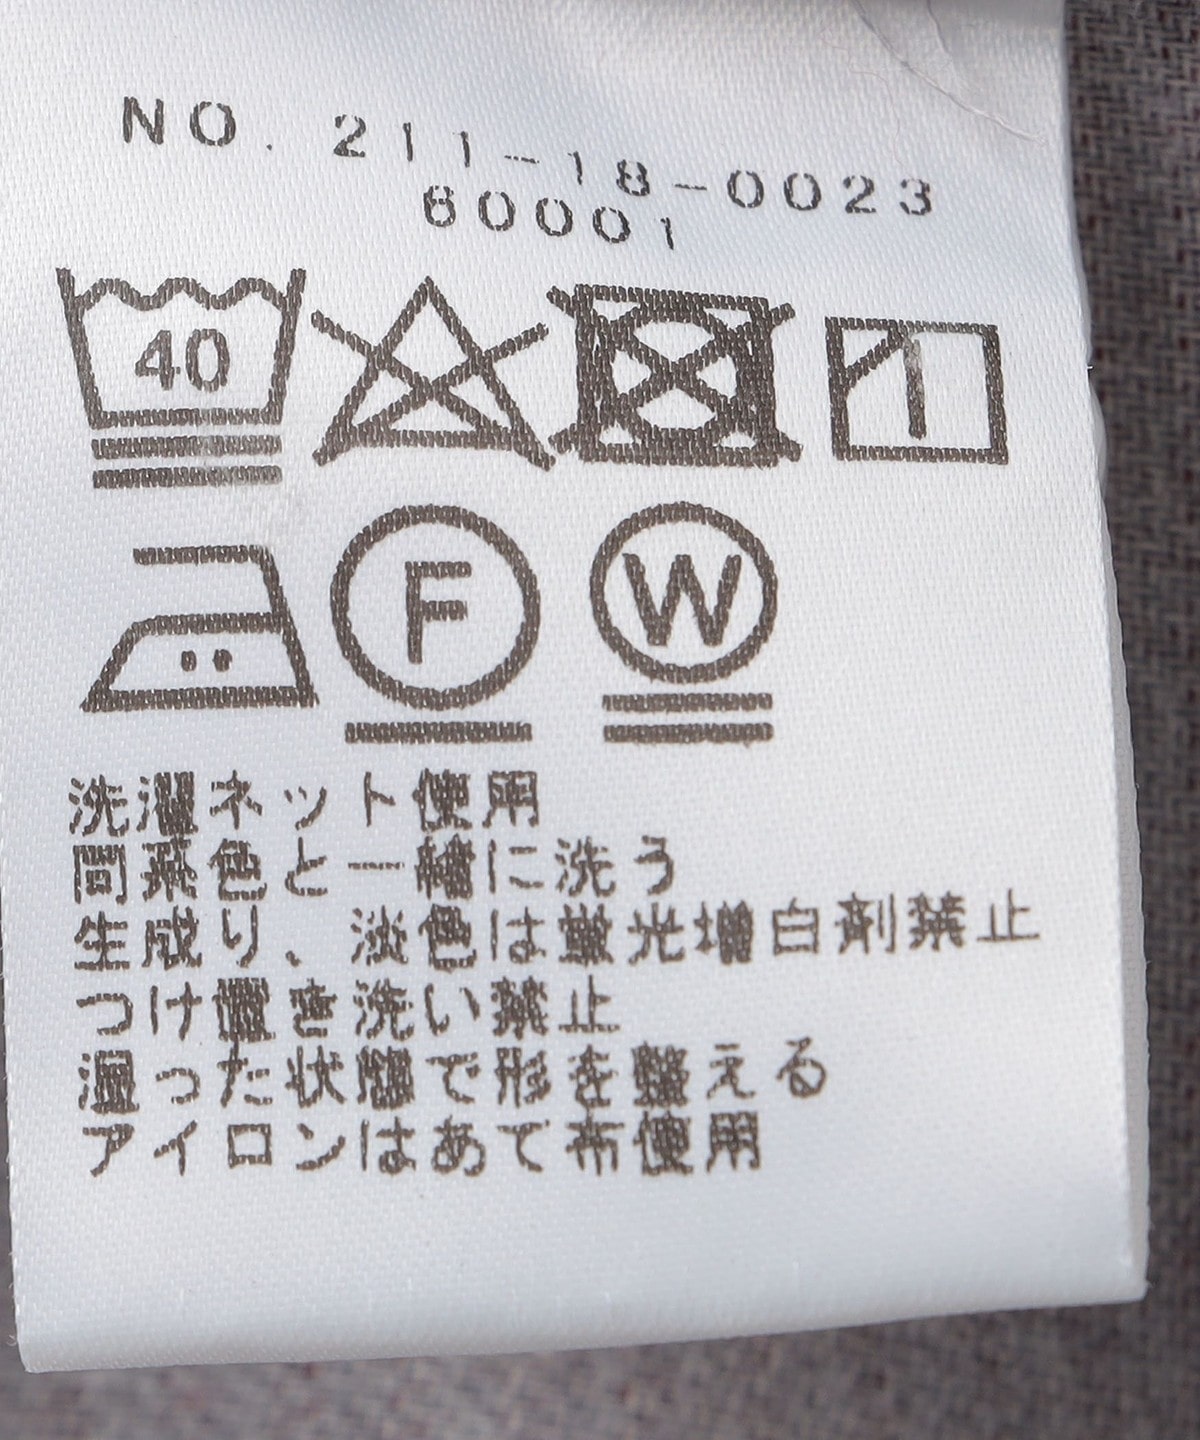 NO. 211-18-0023
60001
40
F
W
洗濯ネット使用
同系色と一緒に洗う
生成り、淡色は蛍光増白剤禁止
つけ置き洗い禁止
湿った状態で形を整える
アイロンはあて布使用